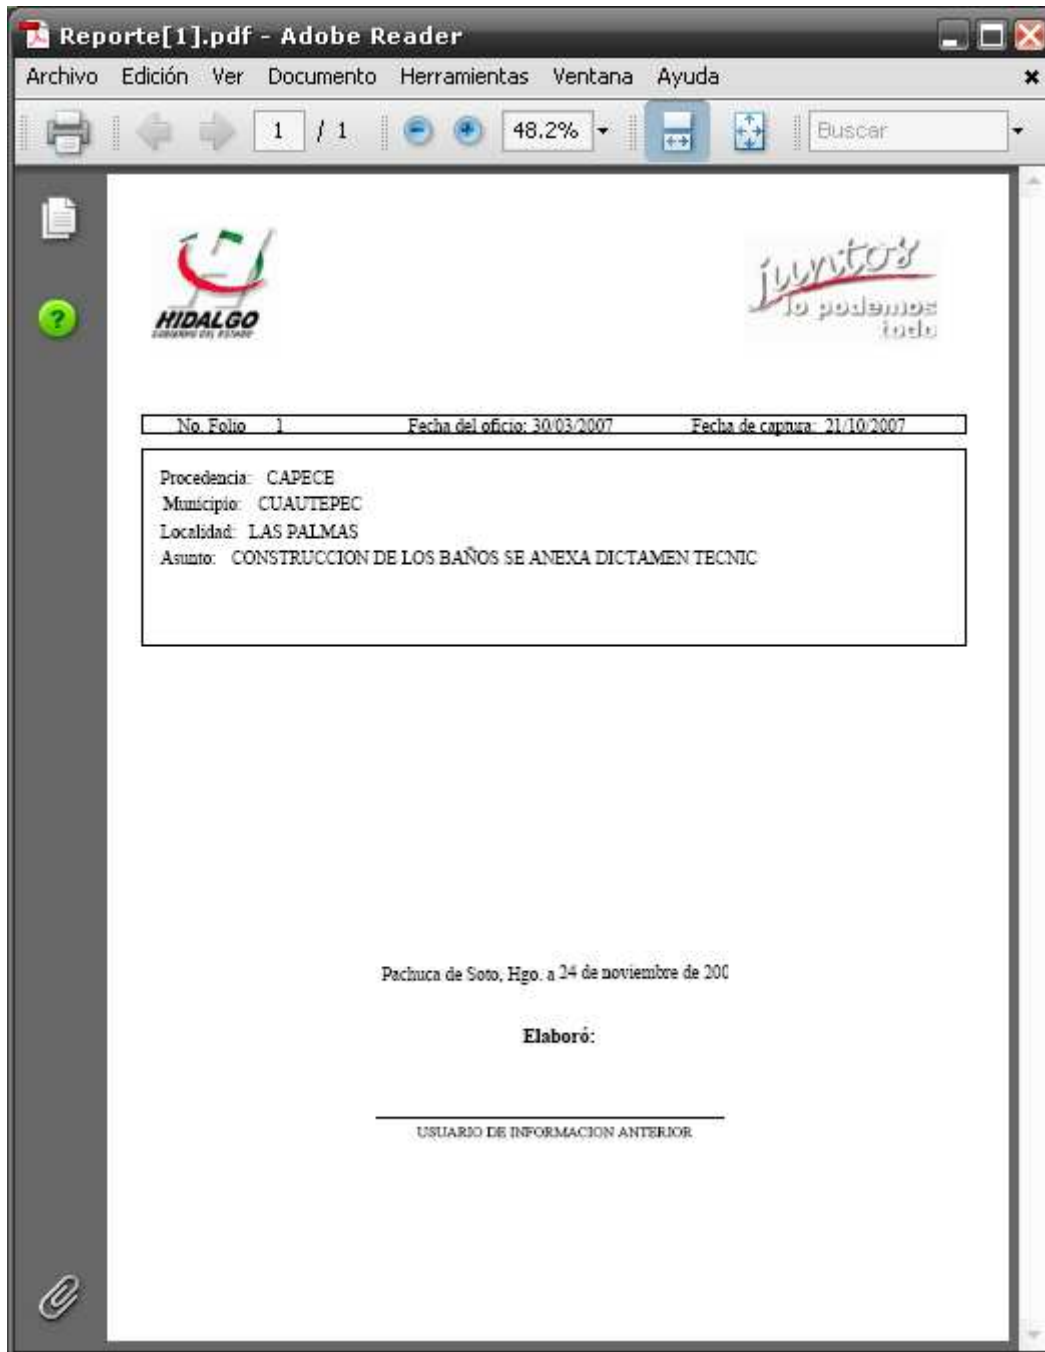 Reporte[1].pdf - Adobe Reader
Archivo Edición Ver Documento Herramientas Ventana Ayuda
1 / 1 48.2% Buscar
HIDALGO
GOBIERNO DEL ESTADO
juntos
lo podemos
todo
No. Folio 1 Fecha del oficio: 30/03/2007 Fecha de captura: 21/10/2007
Procedencia: CAPECE
Municipio: CUAUTEPEC
Localidad: LAS PALMAS
Asunto: CONSTRUCCION DE LOS BAÑOS SE ANEXA DICTAMEN TECNIC
Pachuca de Soto, Hgo. a 24 de noviembre de 200
Elaboró:
USUARIO DE INFORMACION ANTERIOR